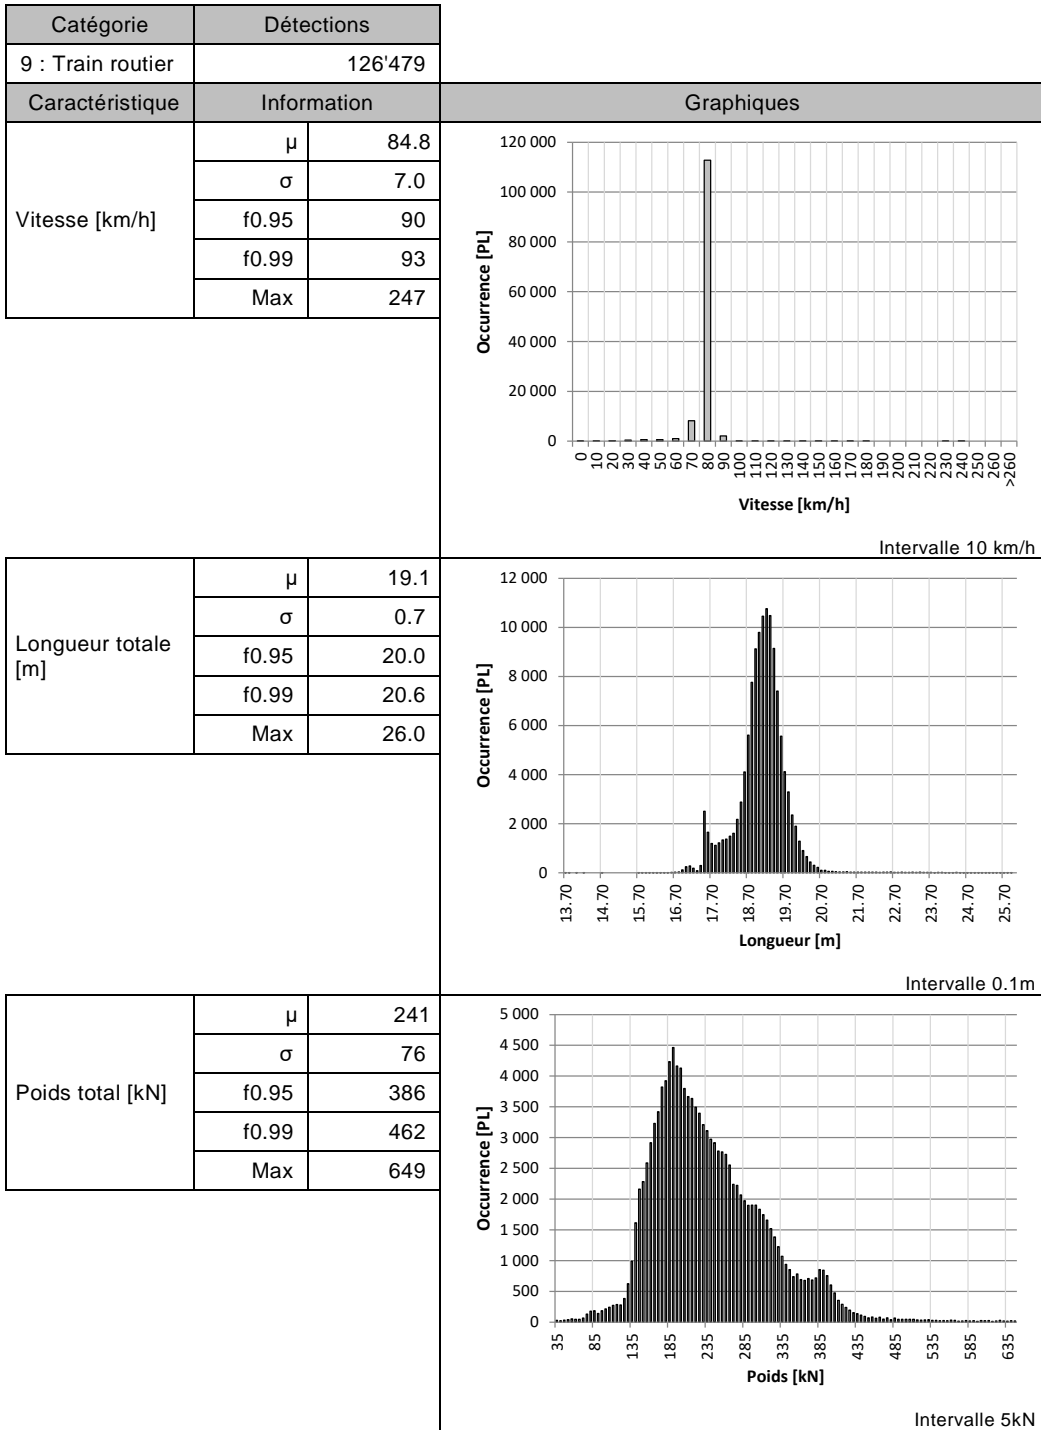 Catégorie Détections
9 : Train routier 126'479
Caractéristique Information Graphiques
Vitesse [km/h]
µ 84.8
σ 7.0
f0.95 90
f0.99 93
Max 247
120 000
100 000
80 000
60 000
40 000
20 000
0
Occurrence [PL]
0 10 20 30 40 50 60 70 80 90 100 110 120 130 140 150 160 170 180 190 200 210 220 230 240 250 260 >260
Vitesse [km/h]
Intervalle 10 km/h
Longueur totale
[m]
µ 19.1
σ 0.7
f0.95 20.0
f0.99 20.6
Max 26.0
12 000
10 000
8 000
6 000
4 000
2 000
0
Occurrence [PL]
13.70 14.70 15.70 16.70 17.70 18.70 19.70 20.70 21.70 22.70 23.70 24.70 25.70
Longueur [m]
Intervalle 0.1m
Poids total [kN]
µ 241
σ 76
f0.95 386
f0.99 462
Max 649
5 000
4 500
4 000
3 500
3 000
2 500
2 000
1 500
1 000
500
0
Occurrence [PL]
35 85 135 185 235 285 335 385 435 485 535 585 635
Poids [kN]
Intervalle 5kN